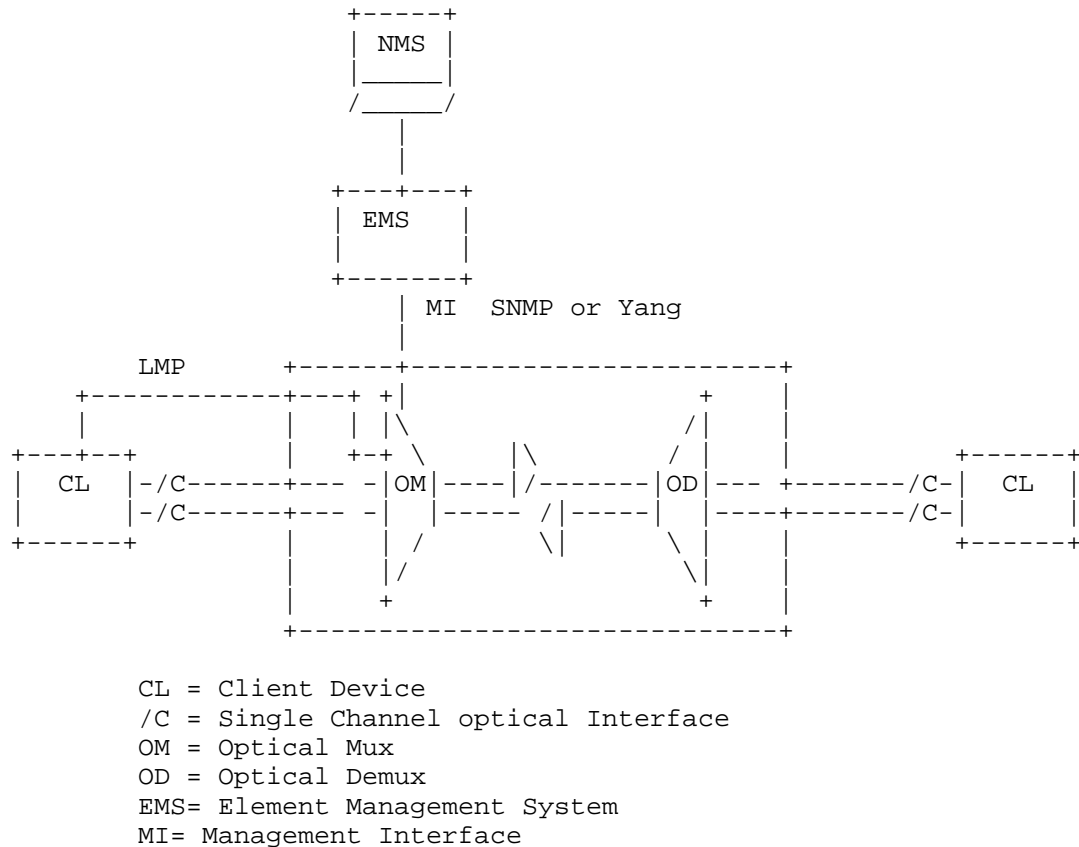 NMS
EMS
MI SNMP or Yang
LMP
CL -/C OM OD /C- CL
-/C /C-
CL = Client Device
/C = Single Channel optical Interface
OM = Optical Mux
OD = Optical Demux
EMS= Element Management System
MI= Management Interface